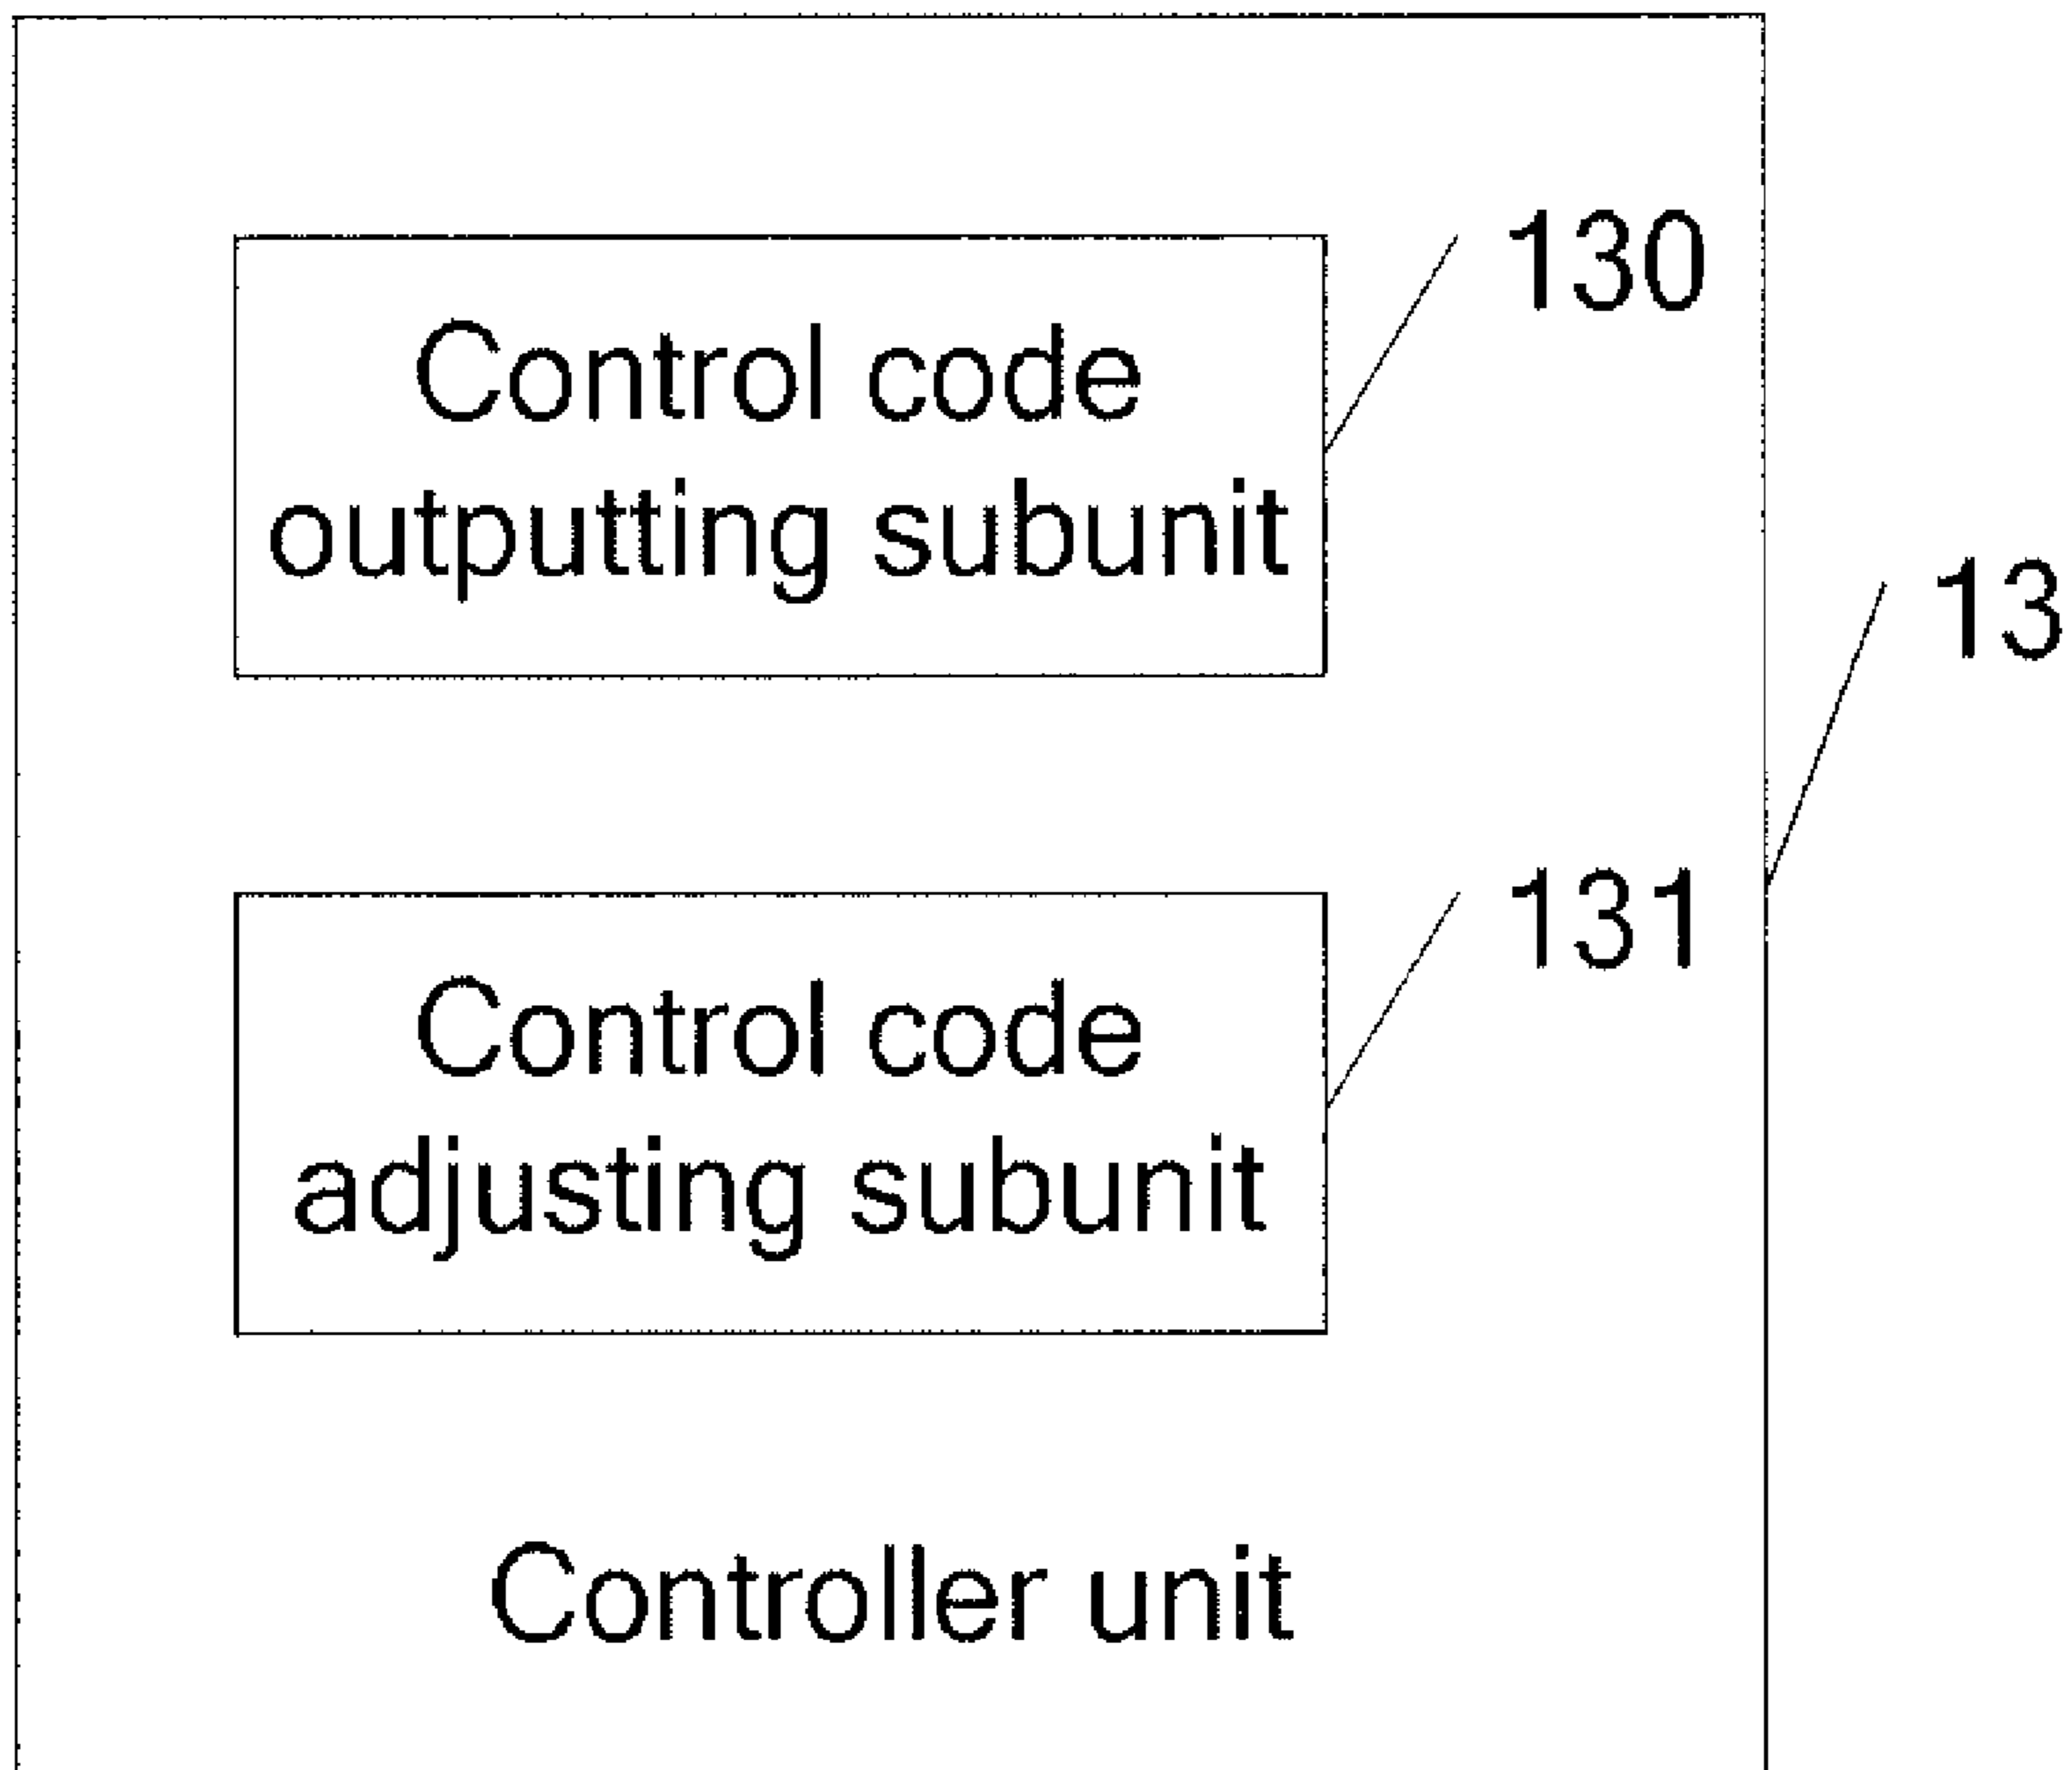 130
Control code
outputting subunit
13
131
Control code
adjusting subunit
Controller unit